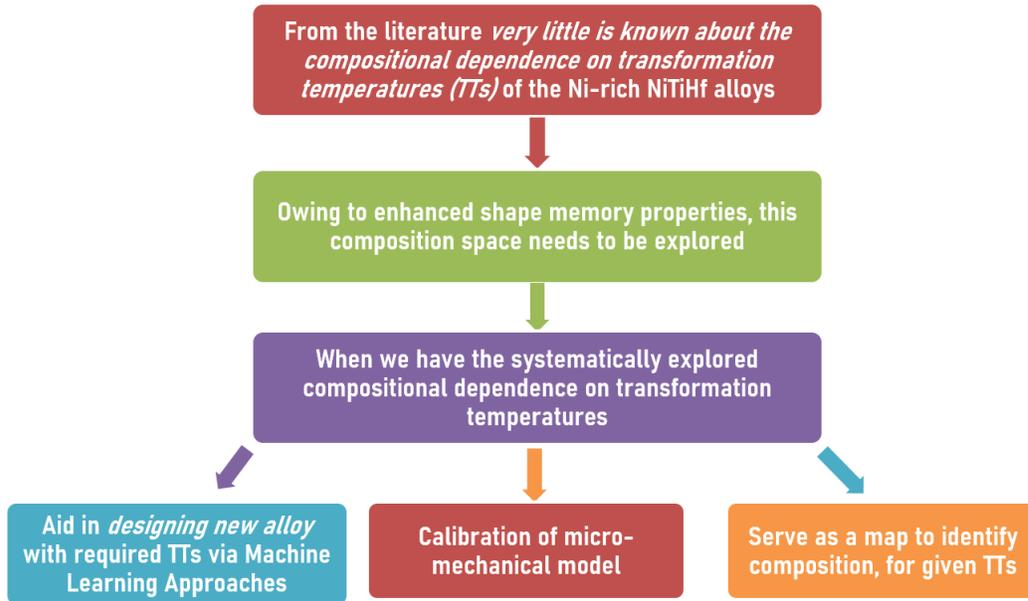 From the literature very little is known about the
compositional dependence on transformation
temperatures (TTs) of the Ni-rich NiTiHf alloys
Owing to enhanced shape memory properties, this
composition space needs to be explored
When we have the systematically explored
compositional dependence on transformation
temperatures
Aid in designing new alloy
with required TTs via Machine
Learning Approaches
Calibration of micro-
mechanical model
Serve as a map to identify
composition, for given TTs